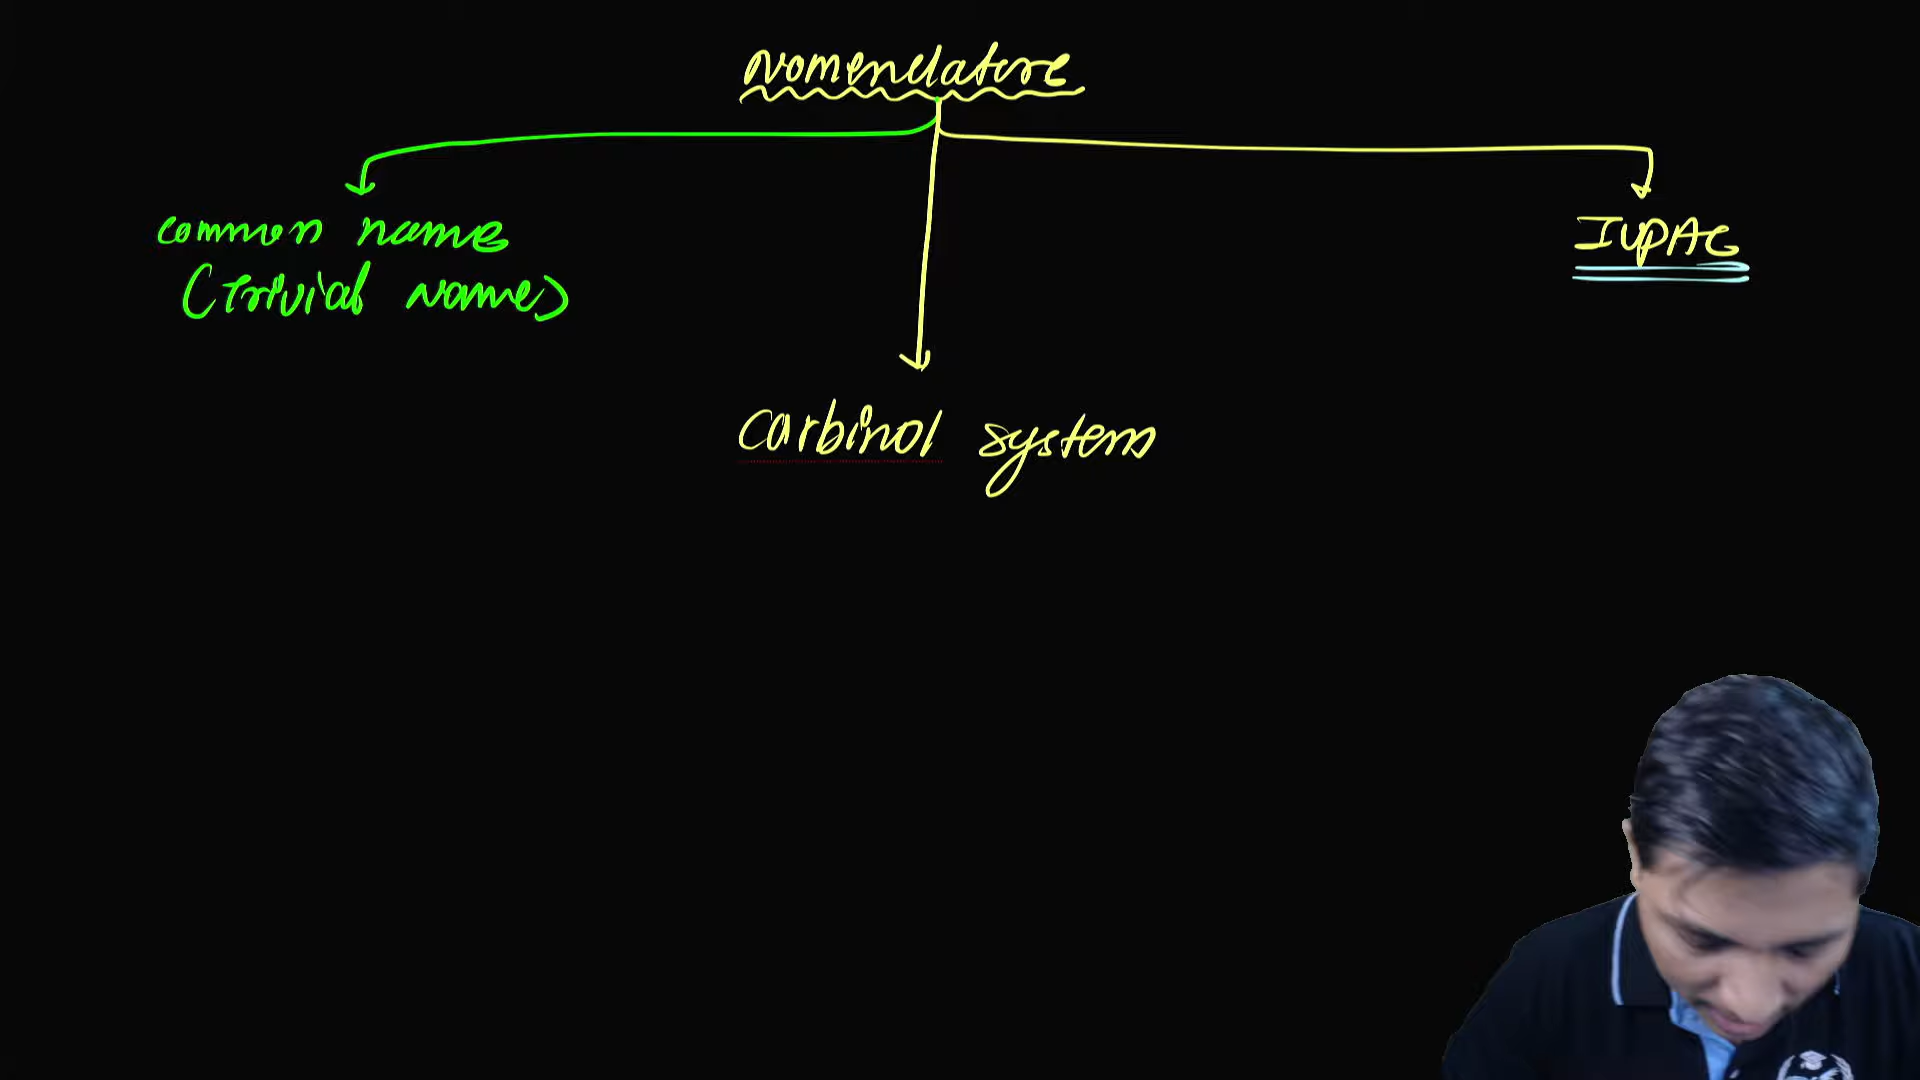 Nomenclature
common name
IUPAC
(Trivial Name)
Carbinol system